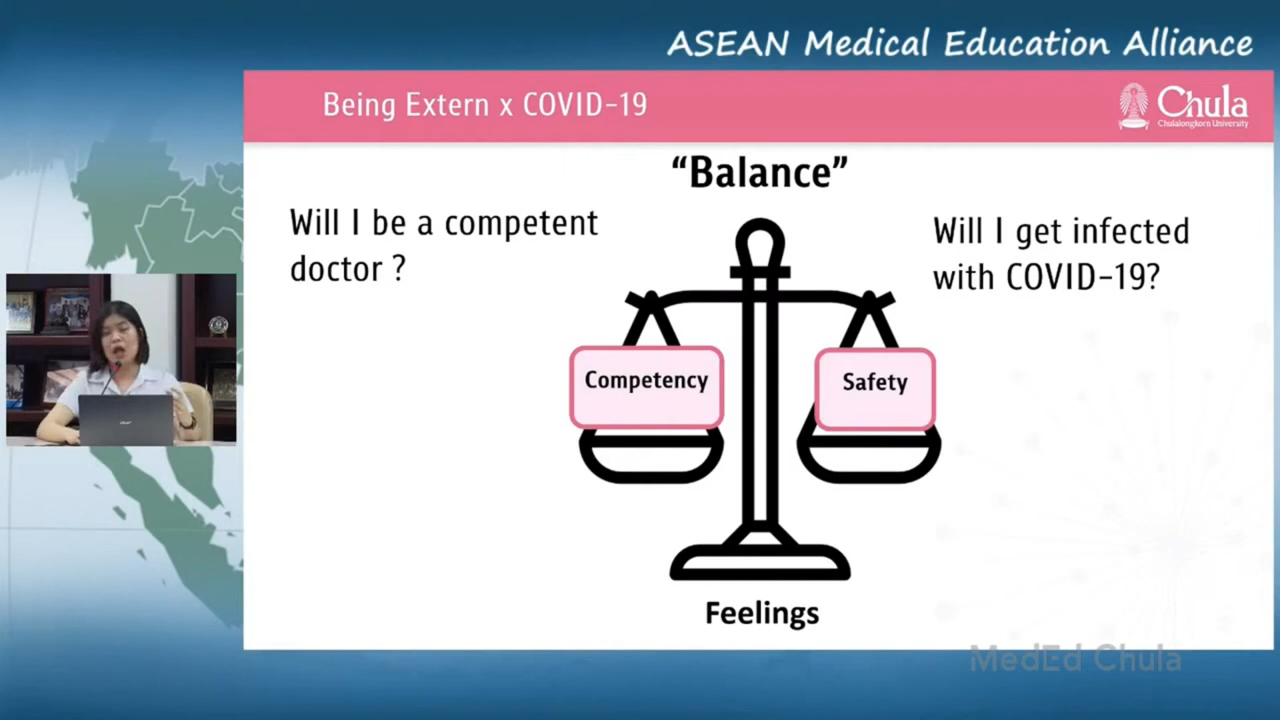 ASEAN Medical Education Alliance
Being Extern x COVID-19
Chula
Chulalongkorn University
“Balance”
Will I be a competent
doctor ?
Will I get infected
with COVID-19?
Competency
Safety
Feelings
MedEd Chula
acer